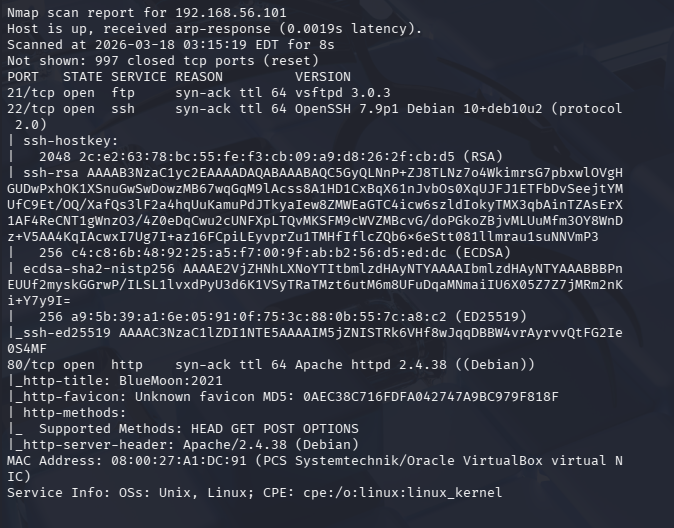 Nmap scan report for 192.168.56.101
Host is up, received arp-response (0.0019s latency).
Scanned at 2026-03-18 03:15:19 EDT for 8s
Not shown: 997 closed tcp ports (reset)
PORT   STATE SERVICE REASON         VERSION
21/tcp open  ftp     syn-ack ttl 64 vsftpd 3.0.3
22/tcp open  ssh     syn-ack ttl 64 OpenSSH 7.9p1 Debian 10+deb10u2 (protocol
 2.0)
| ssh-hostkey:
|   2048 2c:e2:63:78:bc:55:fe:f3:cb:09:a9:d8:26:2f:cb:d5 (RSA)
| ssh-rsa AAAAB3NzaC1yc2EAAAADAQABAAABAQC5GyQLNnP+ZJ8TLNz7o4WkimrsG7pbxwlOVgH
GUDwPxhOK1XSnuGwSwDowzMB67wqGqM9lAcss8A1HD1CxBqX61nJvbOs0XqUJFJ1ETFbDvSeejtYM
UfC9Et/OQ/XafQs3lF2a4hqUuKamuPdJTkyaIew8ZMWEaGTC4icw6szldIokyTMX3qbAinTZAsErX
1AF4ReCNT1gWnzO3/4Z0eDqCwu2cUNFXpLTQvMKSFM9cWVZMBcvG/doPGkoZBjvMLUuMfm3OY8WnD
z+V5AA4KqIAcwxI7Ug7I+az16FCpiLEyvprZu1TMHfIflcZQb6×6eStt081llmrau1suNNVmP3
|   256 c4:c8:6b:48:92:25:a5:f7:00:9f:ab:b2:56:d5:ed:dc (ECDSA)
| ecdsa-sha2-nistp256 AAAAE2VjZHNhLXNoYTItbmlzdHAyNTYAAAAIbmlzdHAyNTYAAABBBPn
EUUf2myskGGrwP/ILSL1lvxdPyU3d6K1VSyTRaTMzt6utM6m8UFuDqaMNmaiIU6X05Z7Z7jMRm2nK
i+Y7y9I=
|   256 a9:5b:39:a1:6e:05:91:0f:75:3c:88:0b:55:7c:a8:c2 (ED25519)
|_ssh-ed25519 AAAAC3NzaC1lZDI1NTE5AAAAIM5jZNISTRk6VHf8wJqqDBBW4vrAyrvvQtFG2Ie
0S4MF
80/tcp open  http    syn-ack ttl 64 Apache httpd 2.4.38 ((Debian))
|_http-title: BlueMoon:2021
|_http-favicon: Unknown favicon MD5: 0AEC38C716FDFA042747A9BC979F818F
| http-methods:
|_  Supported Methods: HEAD GET POST OPTIONS
|_http-server-header: Apache/2.4.38 (Debian)
MAC Address: 08:00:27:A1:DC:91 (PCS Systemtechnik/Oracle VirtualBox virtual N
IC)
Service Info: OSs: Unix, Linux; CPE: cpe:/o:linux:linux_kernel